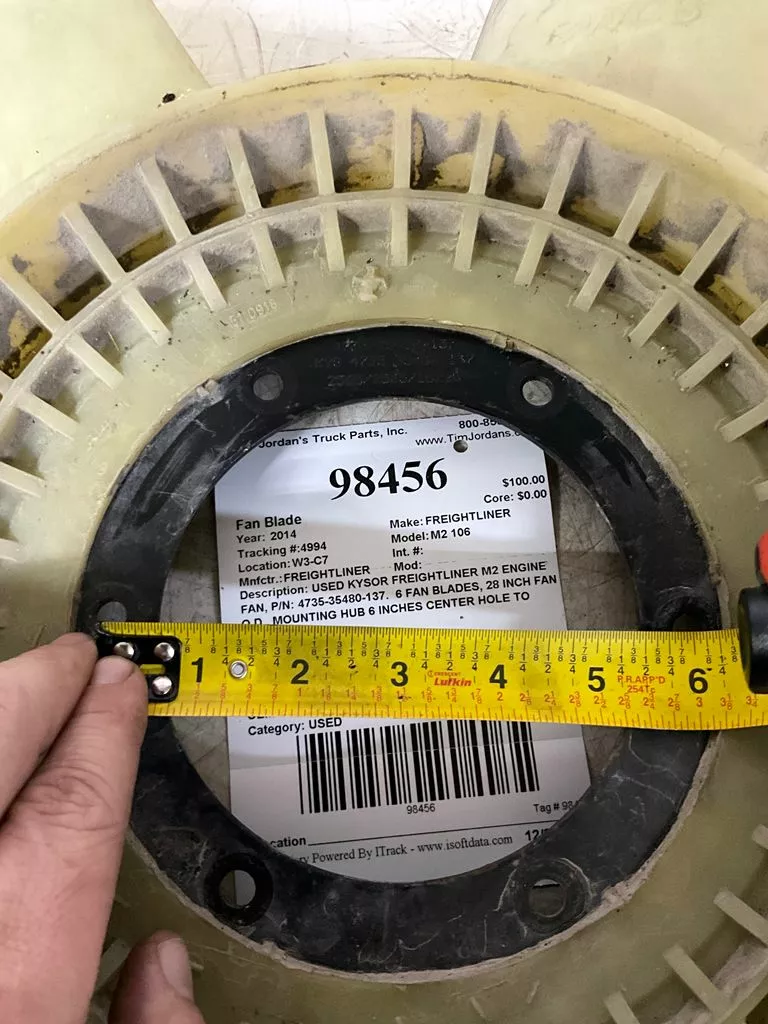 Jordan's Truck Parts, Inc.
www.TimJordans.c
98456
$100.00
Core: $0.00
Fan Blade
Year: 2014
Tracking #:4994
Location:W3-C7
Mnfctr.:FREIGHTLINER
Make: FREIGHTLINER
Model: M2 106
Int. #:
Mod:
Description: USED KYSOR FREIGHTLINER M2 ENGINE
FAN, P/N: 4735-35480-137. 6 FAN BLADES, 28 INCH FAN
O.D. MOUNTING HUB 6 INCHES CENTER HOLE TO
1 2 3 4 5 6
Lufkin
P.R.APP'D
Category: USED
98456
Tag # 984
cation
Powered By ITrack - www.isoftdata.com